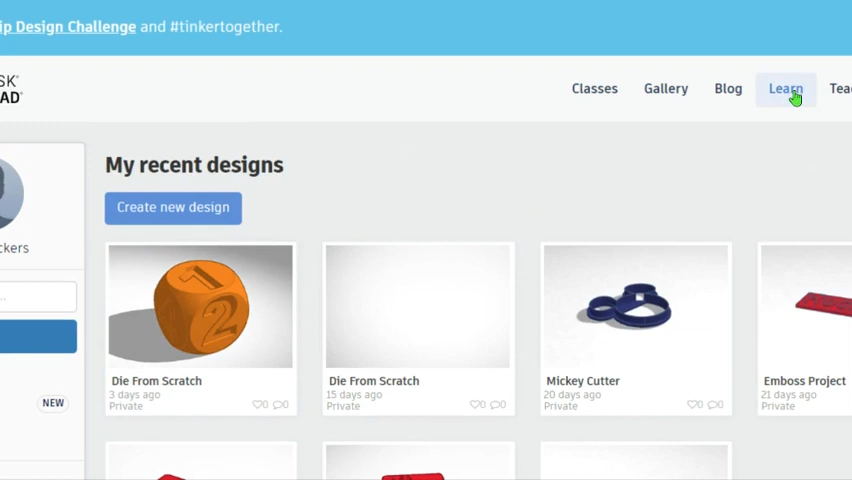 ip Design Challenge and #tinkertogether.
SK
AD
Classes Gallery Blog Learn Tea
My recent designs
Create new design
ckers
...
NEW
1
2
Die From Scratch
3 days ago
Private
0 0
Die From Scratch
15 days ago
Private
0 0
Mickey Cutter
20 days ago
Private
0 0
Emboss Project
21 days ago
Private